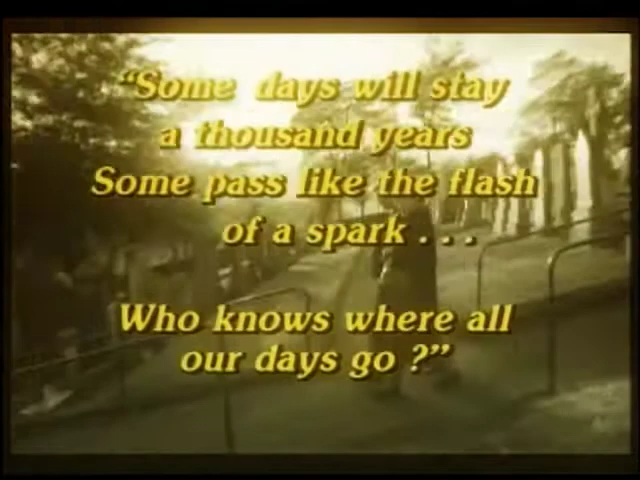 “Some days will stay
a thousand years
Some pass like the flash
of a spark . . .
Who knows where all
our days go ?”